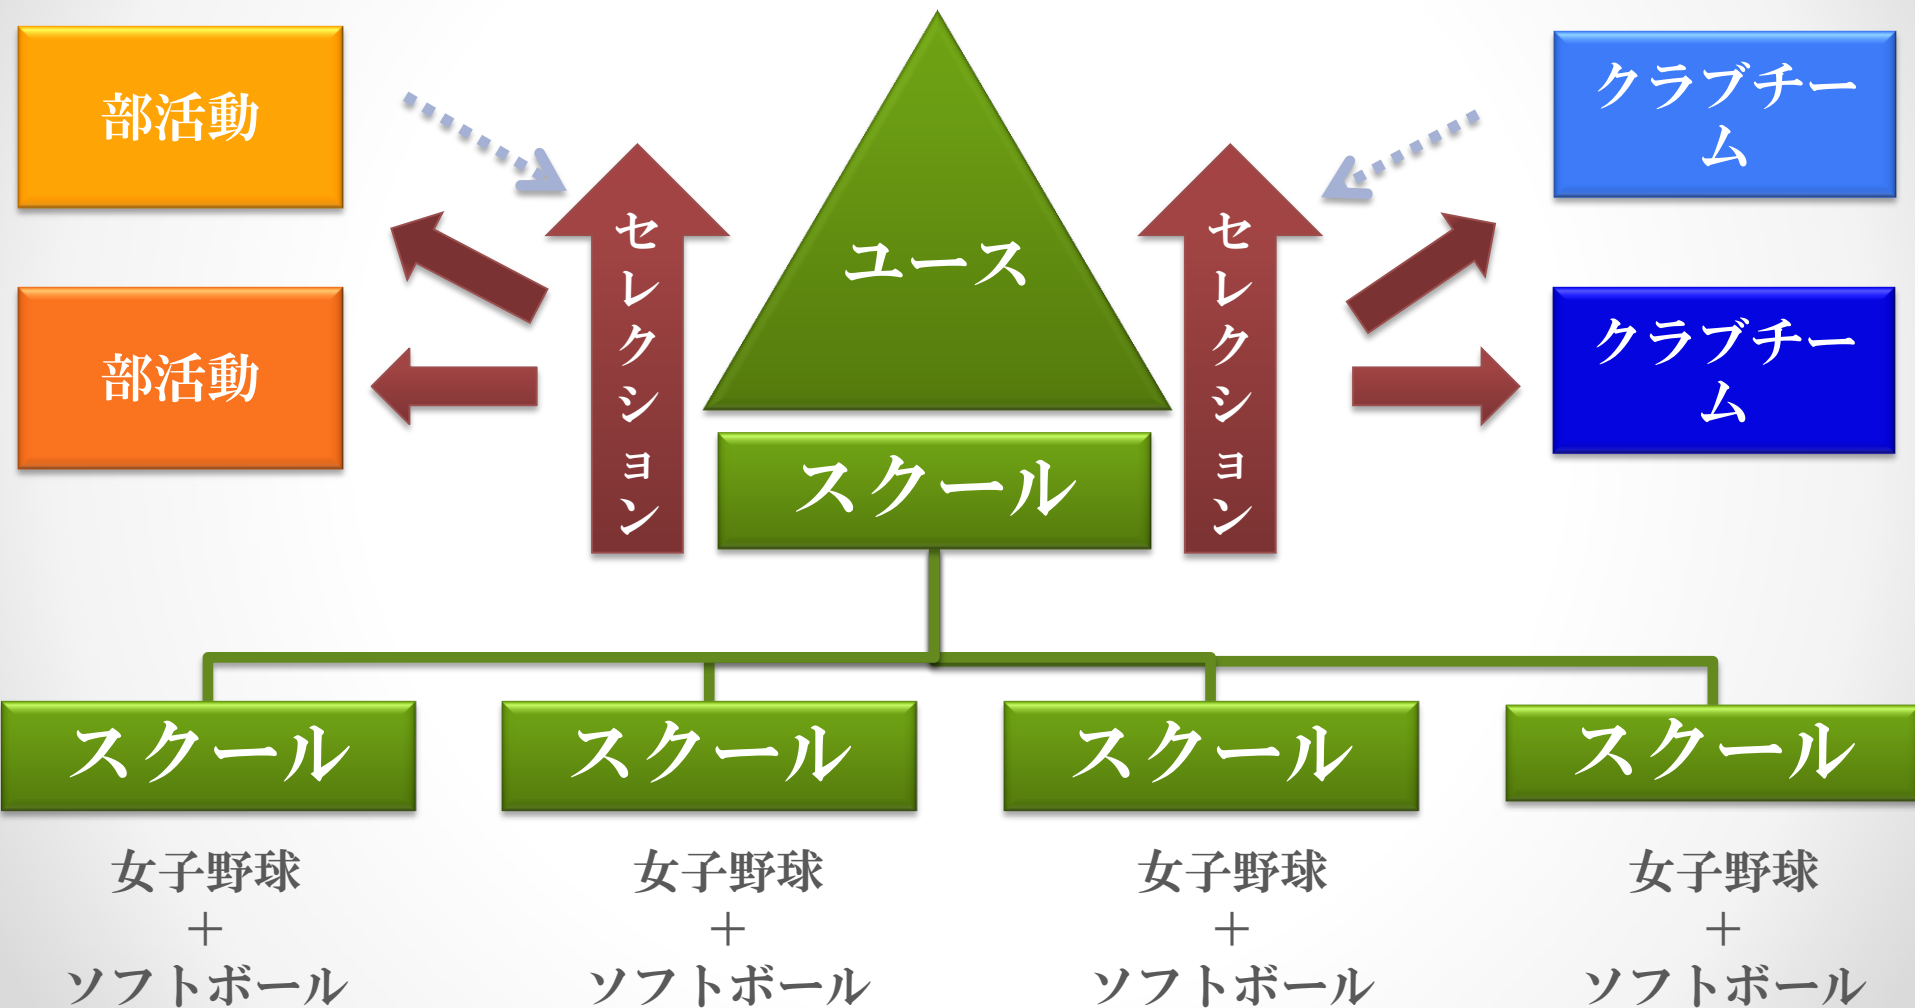 部活動
クラブチー
ム
セレクション
ユース
セレクション
部活動
クラブチー
ム
スクール
スクール
スクール
スクール
スクール
女子野球
＋
ソフトボール
女子野球
＋
ソフトボール
女子野球
＋
ソフトボール
女子野球
＋
ソフトボール